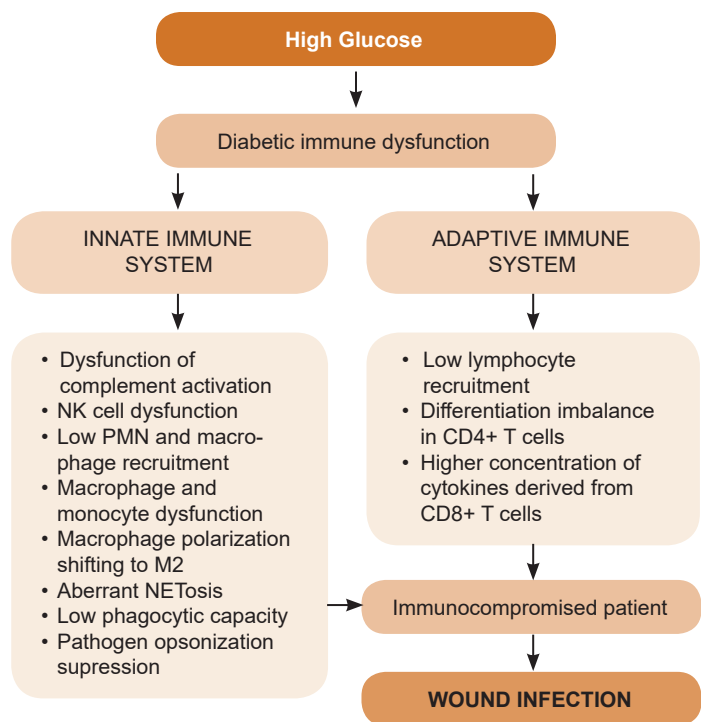 High Glucose
Diabetic immune dysfunction
INNATE IMMUNE
SYSTEM
• Dysfunction of
complement activation
• NK cell dysfunction
• Low PMN and macro-
phage recruitment
• Macrophage and
monocyte dysfunction
• Macrophage polarization
shifting to M2
• Aberrant NETosis
• Low phagocytic capacity
• Pathogen opsonization
supression
ADAPTIVE IMMUNE
SYSTEM
• Low lymphocyte
recruitment
• Differentiation imbalance
in CD4+ T cells
• Higher concentration of
cytokines derived from
CD8+ T cells
Immunocompromised patient
WOUND INFECTION